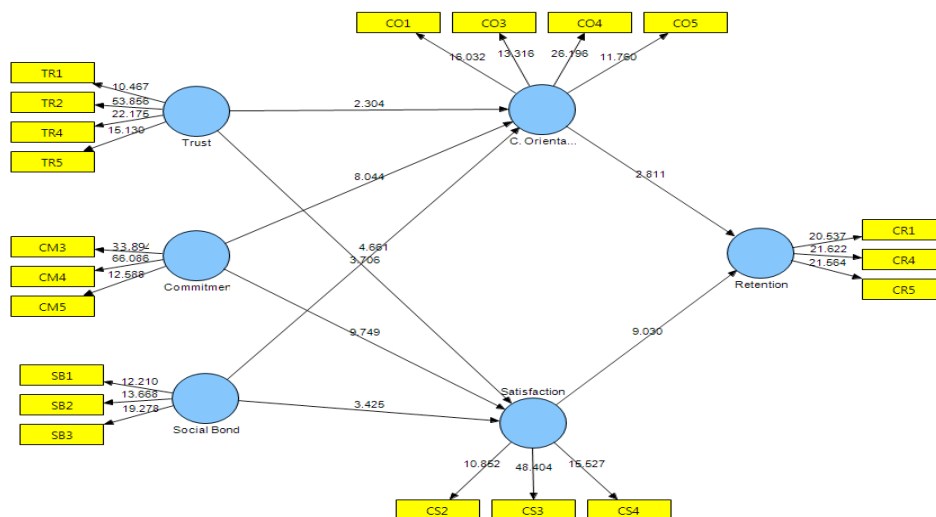 CO1
CO3
CO4
CO5
16.032
13.316
26.196
11.760
TR1
TR2
TR4
TR5
10.467
53.856
22.176
15.130
Trust
2.304
C. Orienta...
8.044
2.811
4.661
3.706
CM3
CM4
CM5
33.894
66.086
12.588
Commitmen
CR1
CR4
CR5
20.537
21.622
21.564
Retention
9.749
9.030
SB1
SB2
SB3
12.210
13.668
19.278
Social Bond
3.425
Satisfaction
10.852
48.404
15.527
CS2
CS3
CS4